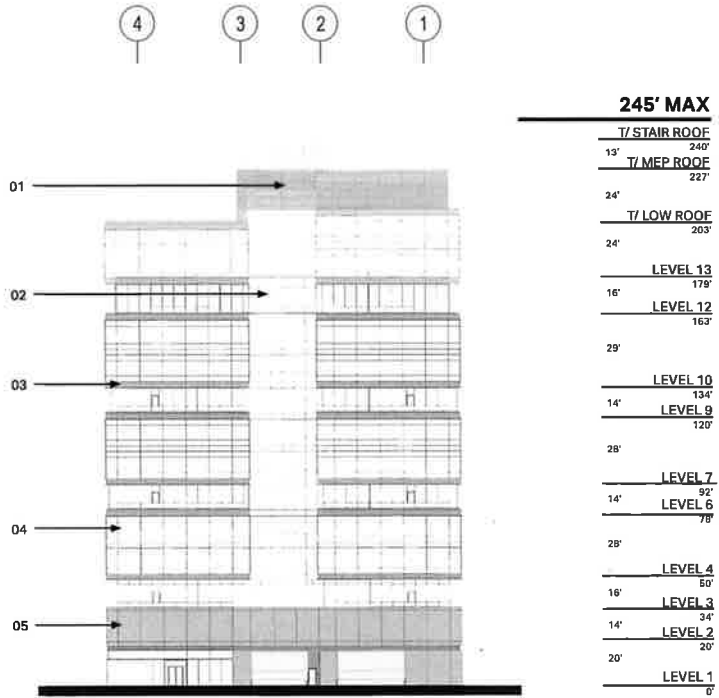 4 3 2 1
245' MAX
T/ STAIR ROOF
240'
13'
T/ MEP ROOF
227'
01
24'
T/ LOW ROOF
203'
24'
LEVEL 13
179'
02
16'
LEVEL 12
163'
29'
03
LEVEL 10
134'
14'
LEVEL 9
120'
28'
LEVEL 7
92'
14'
LEVEL 6
78'
04
28'
LEVEL 4
50'
16'
LEVEL 3
34'
05
14'
LEVEL 2
20'
20'
LEVEL 1
0'